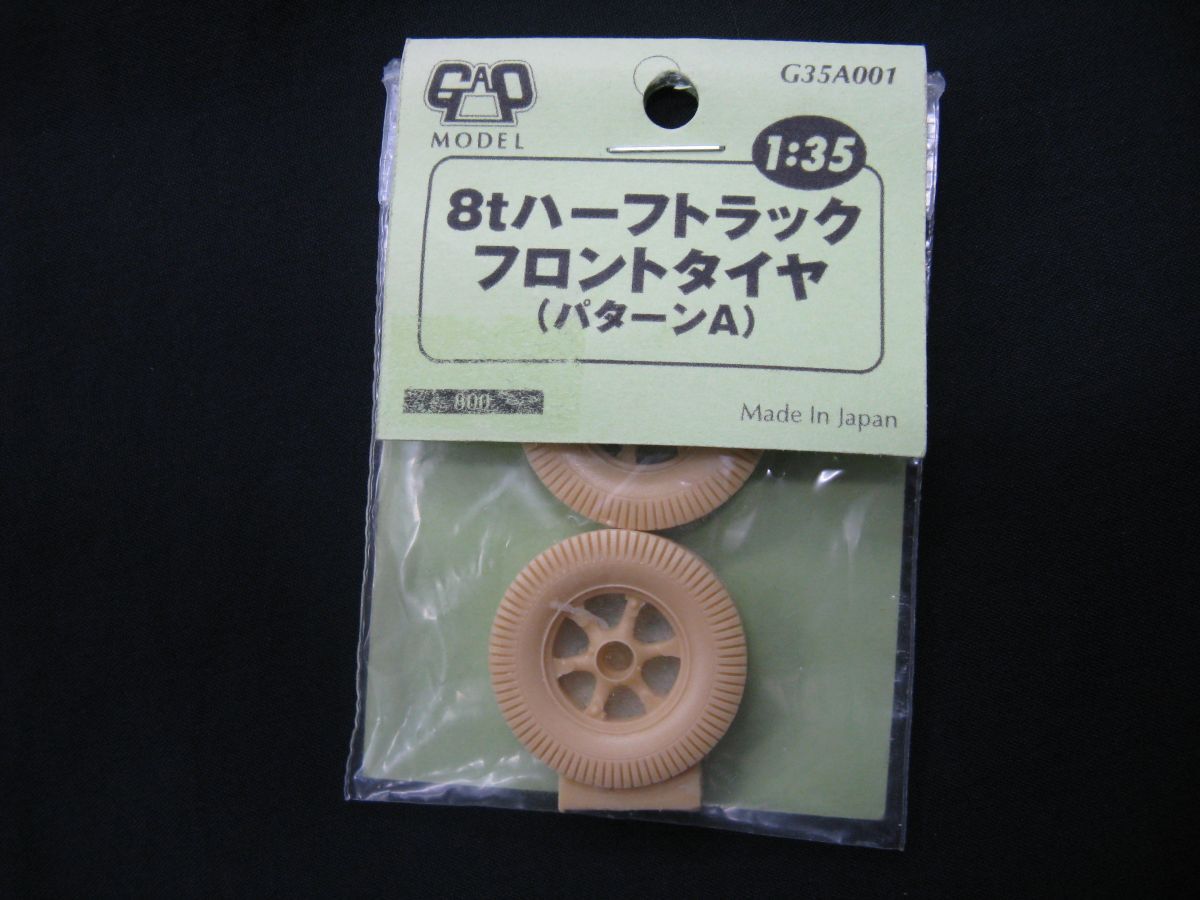 GAP
MODEL
G35A001
1:35
8tハーフトラック
フロントタイヤ
(パターンA)
800
Made In Japan